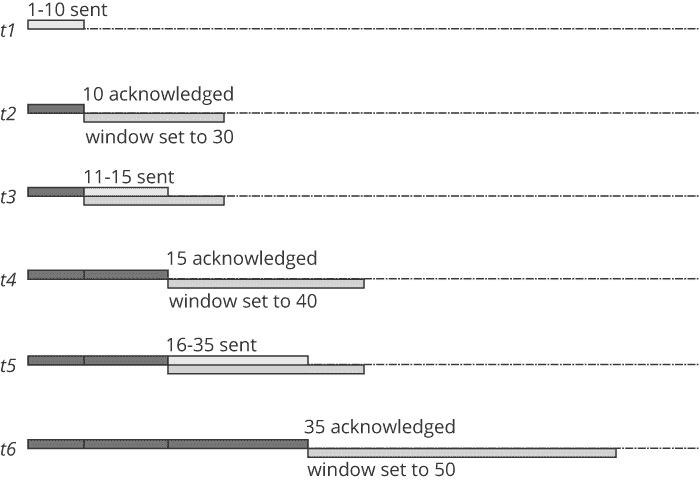 1-10 sent
t1
10 acknowledged
t2
window set to 30
11-15 sent
t3
15 acknowledged
t4
window set to 40
16-35 sent
t5
35 acknowledged
t6
window set to 50